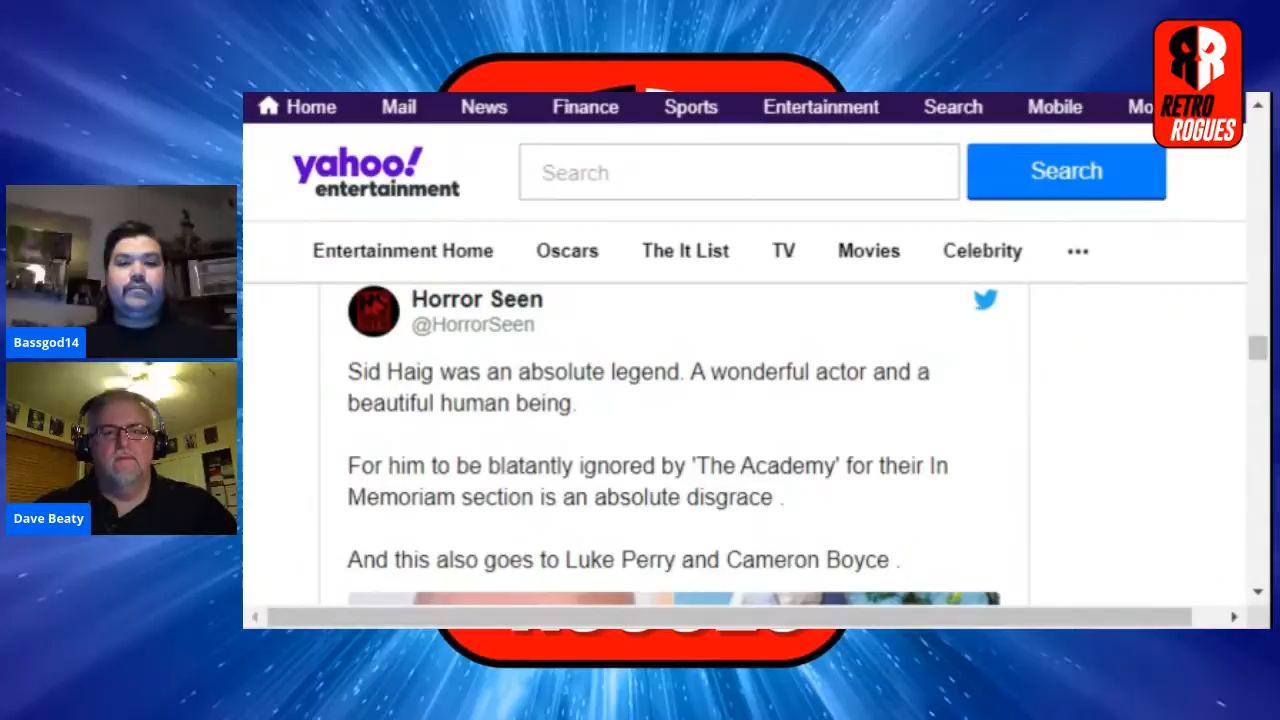 Home Mail News Finance Sports Entertainment Search Mobile Mo
RETRO
ROGUES
yahoo!
entertainment
Search
Search
Entertainment Home Oscars The It List TV Movies Celebrity ...
Horror Seen
@HorrorSeen
Sid Haig was an absolute legend. A wonderful actor and a
beautiful human being.
For him to be blatantly ignored by 'The Academy' for their In
Memoriam section is an absolute disgrace .
And this also goes to Luke Perry and Cameron Boyce .
Bassgod14
Dave Beaty